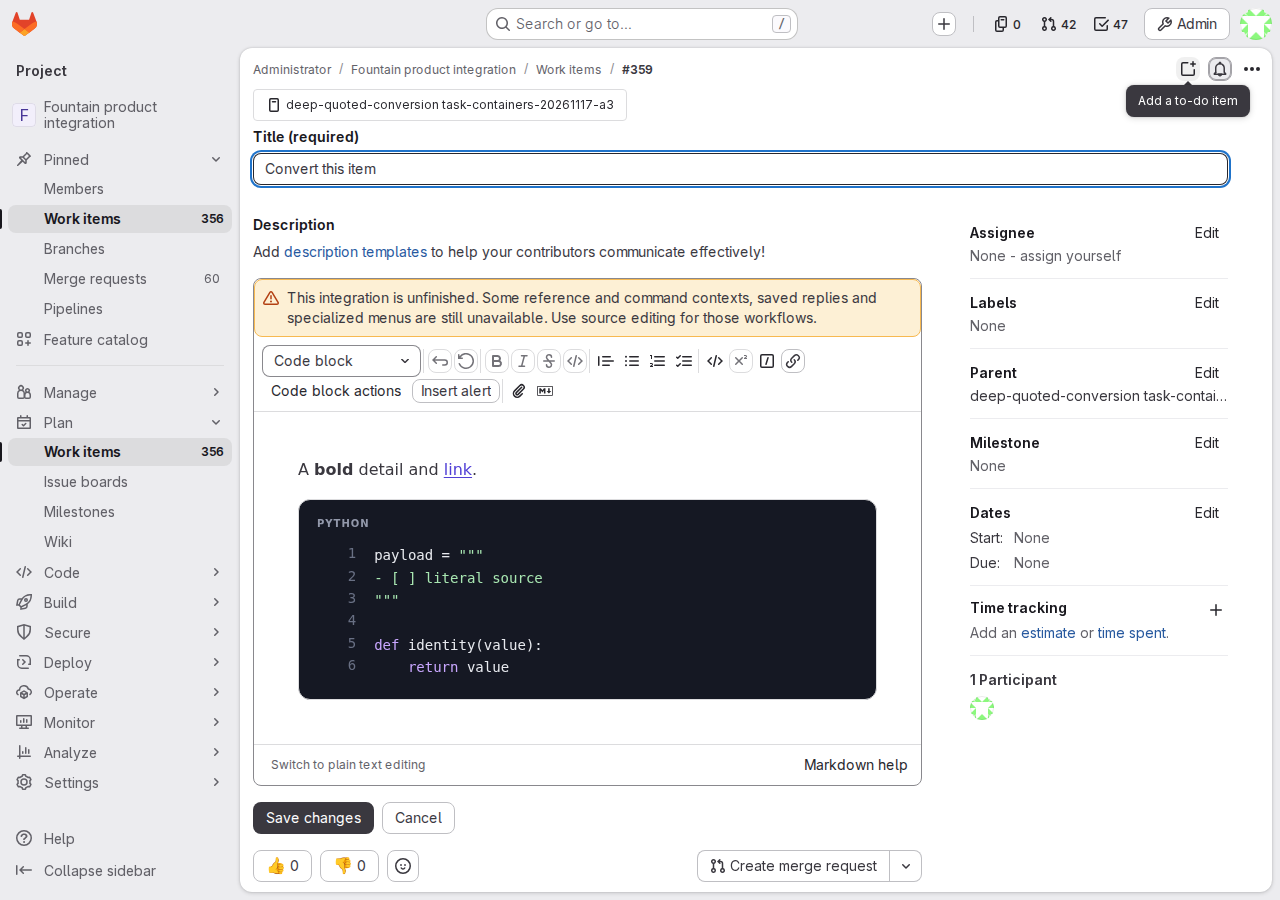 Search or go to...
/
0
42
47
Admin
Project
F
Fountain product integration
Pinned
Members
Work items 356
Branches
Merge requests 60
Pipelines
Feature catalog
Manage
Plan
Work items 356
Issue boards
Milestones
Wiki
Code
Build
Secure
Deploy
Operate
Monitor
Analyze
Settings
Help
Collapse sidebar
Administrator / Fountain product integration / Work items / #359
Add a to-do item
deep-quoted-conversion task-containers-20261117-a3
Title (required)
Convert this item
Description
Add description templates to help your contributors communicate effectively!
This integration is unfinished. Some reference and command contexts, saved replies and
specialized menus are still unavailable. Use source editing for those workflows.
Code block
Code block actions
Insert alert
A bold detail and link.
PYTHON
1 payload = """
2 - [ ] literal source
3 """
4
5 def identity(value):
6     return value
Switch to plain text editing
Markdown help
Save changes
Cancel
👍 0
👎 0
Create merge request
Assignee
Edit
None - assign yourself
Labels
Edit
None
Parent
Edit
deep-quoted-conversion task-contai...
Milestone
Edit
None
Dates
Edit
Start: None
Due: None
Time tracking
Add an estimate or time spent.
1 Participant